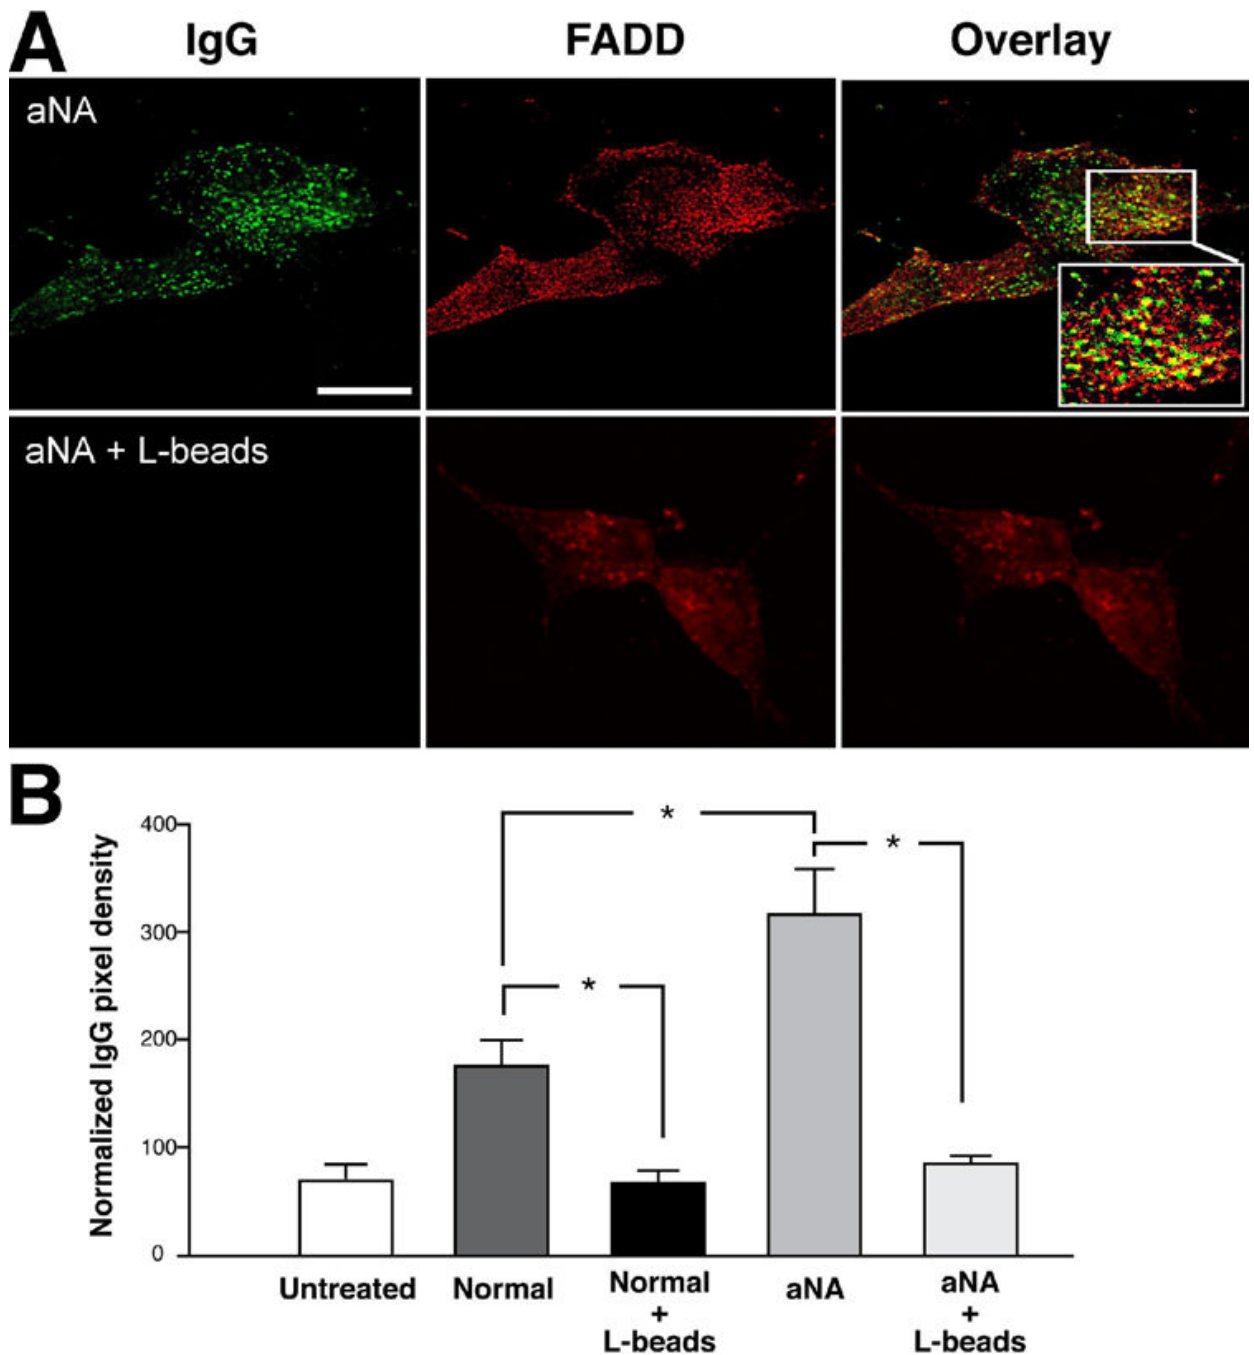 A
IgG
FADD
Overlay
aNA
aNA + L-beads
B
Normalized IgG pixel density
400
300
200
100
0
*
*
*
Untreated
Normal
Normal
+
L-beads
aNA
aNA
+
L-beads